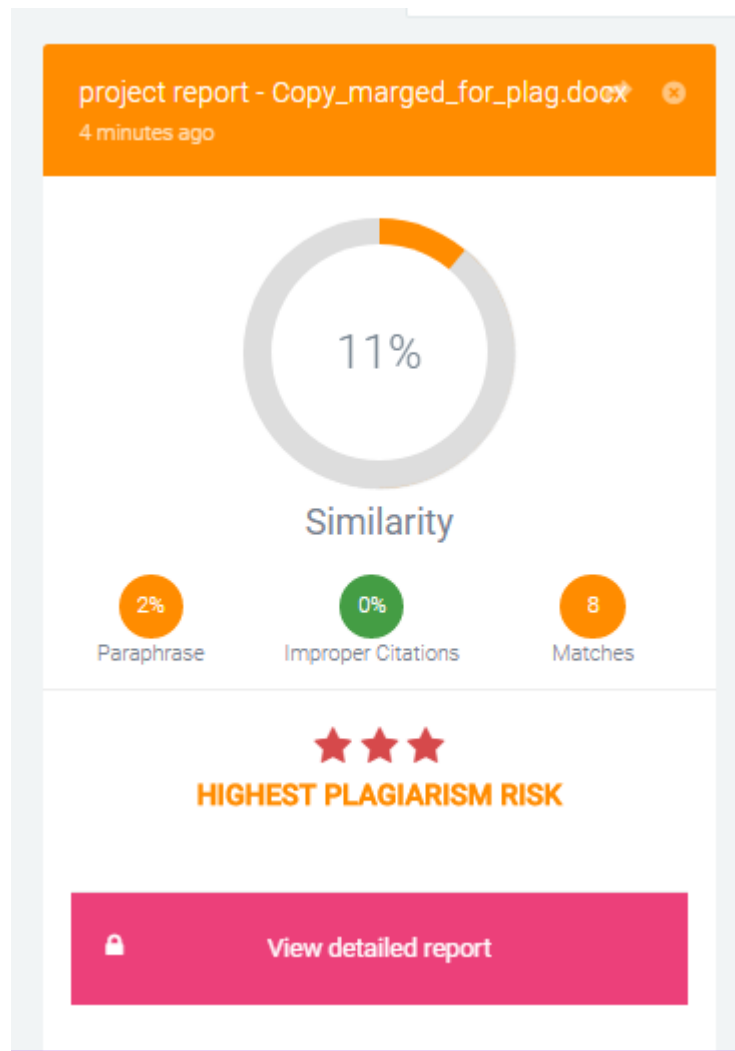 project report - Copy_marged_for_plag.docx
4 minutes ago
11%
Similarity
2% 0% 8
Paraphrase Improper Citations Matches
HIGHEST PLAGIARISM RISK
View detailed report